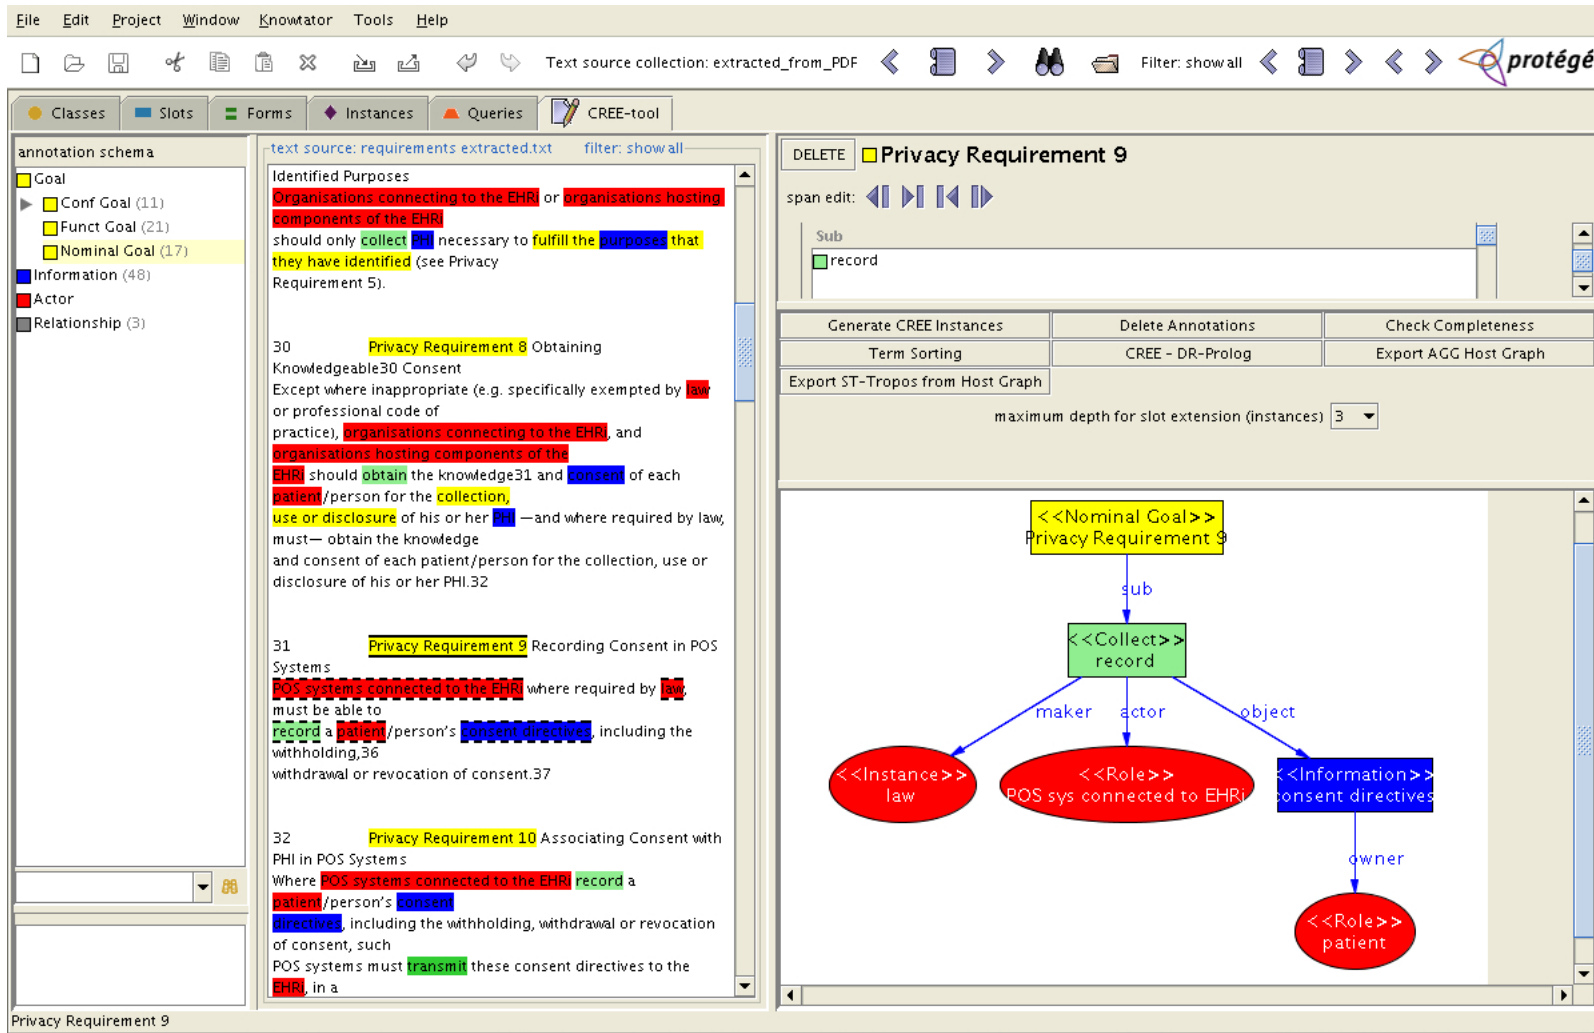 File Edit Project Window Knowtator Tools Help
Text source collection: extracted_from_PDF Filter: show all protégé
Classes Slots Forms Instances Queries CREE-tool
annotation schema
Goal
Conf Goal (11)
Funct Goal (21)
Nominal Goal (17)
Information (48)
Actor
Relationship (3)
text source: requirements extracted.txt filter: show all
Identified Purposes
Organisations connecting to the EHRi or organisations hosting
components of the EHRi
should only collect PHI necessary to fulfill the purposes that
they have identified (see Privacy
Requirement 5).
30 Privacy Requirement 8 Obtaining
Knowledgeable30 Consent
Except where inappropriate (e.g. specifically exempted by law
or professional code of
practice), organisations connecting to the EHRi, and
organisations hosting components of the
EHRi should obtain the knowledge31 and consent of each
patient/person for the collection,
use or disclosure of his or her PHI —and where required by law,
must— obtain the knowledge
and consent of each patient/person for the collection, use or
disclosure of his or her PHI.32
31 Privacy Requirement 9 Recording Consent in POS
Systems
POS systems connected to the EHRi where required by law,
must be able to
record a patient/person's consent directives, including the
withholding,36
withdrawal or revocation of consent.37
32 Privacy Requirement 10 Associating Consent with
PHI in POS Systems
Where POS systems connected to the EHRi record a
patient/person's consent
directives, including the withholding, withdrawal or revocation
of consent, such
POS systems must transmit these consent directives to the
EHRi, in a
DELETE Privacy Requirement 9
span edit:
Sub
record
Generate CREE Instances Delete Annotations Check Completeness
Term Sorting CREE - DR-Prolog Export AGG Host Graph
Export ST-Tropos from Host Graph
maximum depth for slot extension (instances) 3
<<Nominal Goal>>
Privacy Requirement 9
sub
<<Collect>>
record
maker actor object
<<Instance>>
law
<<Role>>
POS sys connected to EHRi
<<Information>>
consent directives
owner
<<Role>>
patient
Privacy Requirement 9